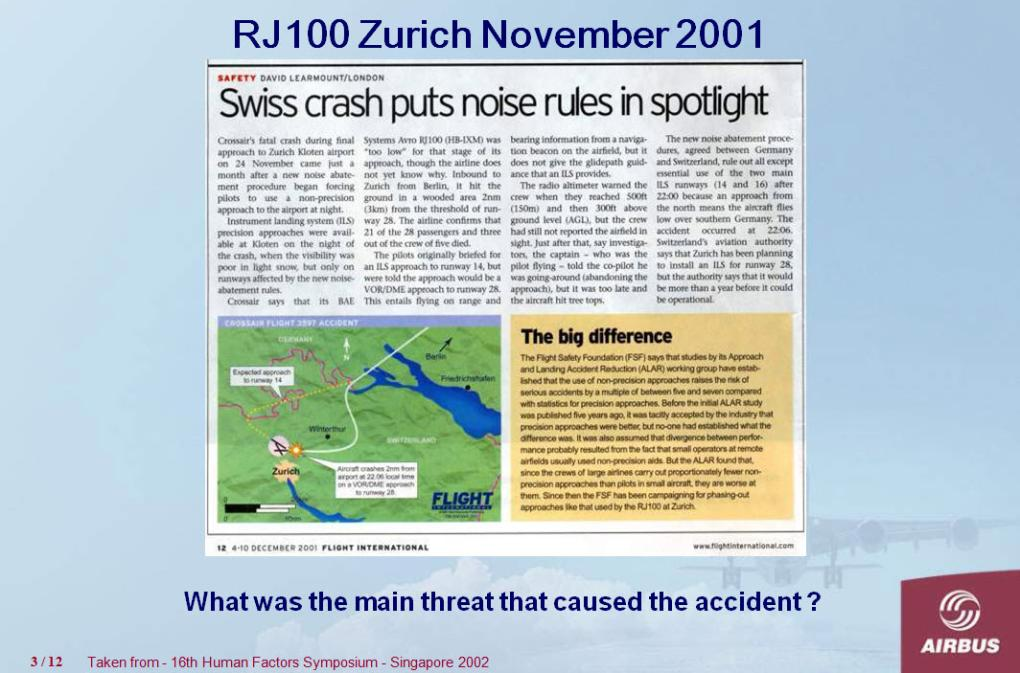 RJ100 Zurich November 2001
SAFETY DAVID LEARMOUNT/LONDON
Swiss crash puts noise rules in spotlight
Crossair's fatal crash during final
approach to Zurich Kloten airport
on 24 November came just a
month after a new noise abate-
ment procedure began forcing
pilots to use a non-precision
approach to the airport at night.
Instrument landing system (ILS)
precision approaches were avail-
able at Kloten on the night of
the crash, when the visibility was
poor in light snow, but only on
runways affected by the new noise-
abatement rules.
Crossair says that its BAE
Systems Avro RJ100 (HB-IXM) was
"too low" for that stage of its
approach, though the airline does
not yet know why. Inbound to
Zurich from Berlin, it hit the
ground in a wooded area 2nm
(3km) from the threshold of run-
way 28. The airline confirms that
21 of the 28 passengers and three
out of the crew of five died.
The pilots originally briefed for
an ILS approach to runway 14, but
were told the approach would be a
VOR/DME approach to runway 28.
This entails flying on range and
bearing information from a naviga-
tion beacon on the airfield, but it
does not give the glidepath guid-
ance that an ILS provides.
The radio altimeter warned the
crew when they reached 500ft
(150m) and then 300ft above
ground level (AGL), but the crew
had still not reported the airfield in
sight. Just after that, say investiga-
tors, the captain – who was the
pilot flying – told the co-pilot he
was going-around (abandoning the
approach), but it was too late and
the aircraft hit tree tops.
The new noise abatement proce-
dures, agreed between Germany
and Switzerland, rule out all except
essential use of the two main
ILS runways (14 and 16) after
22:00 because an approach from
the north means the aircraft flies
low over southern Germany. The
accident occurred at 22:06.
Switzerland's aviation authority
says that Zurich has been planning
to install an ILS for runway 28,
but the authority says that it would
be more than a year before it could
be operational.
CROSSAIR FLIGHT 3597 ACCIDENT
GERMANY
N
Berlin
Expected approach
to runway 14
Friedrichshafen
Winterthur
SWITZERLAND
Zurich
Aircraft crashes 2nm from
airport at 22.06 local time
on a VOR/DME approach
to runway 28
FLIGHT
INTERNATIONAL
The big difference
The Flight Safety Foundation (FSF) says that studies by its Approach
and Landing Accident Reduction (ALAR) working group have estab-
lished that the use of non-precision approaches raises the risk of
serious accidents by a multiple of between five and seven compared
with statistics for precision approaches. Before the initial ALAR study
was published five years ago, it was tacitly accepted by the industry that
precision approaches were better, but no-one had established what the
difference was. It was also assumed that divergence between perfor-
mance probably resulted from the fact that small operators at remote
airfields usually used non-precision aids. But the ALAR found that,
since the crews of large airlines carry out proportionately fewer non-
precision approaches than pilots in small aircraft, they are worse at
them. Since then the FSF has been campaigning for phasing-out
approaches like that used by the RJ100 at Zurich.
12 4-10 DECEMBER 2001 FLIGHT INTERNATIONAL
www.flightinternational.com
What was the main threat that caused the accident ?
AIRBUS
3 / 12 Taken from - 16th Human Factors Symposium - Singapore 2002